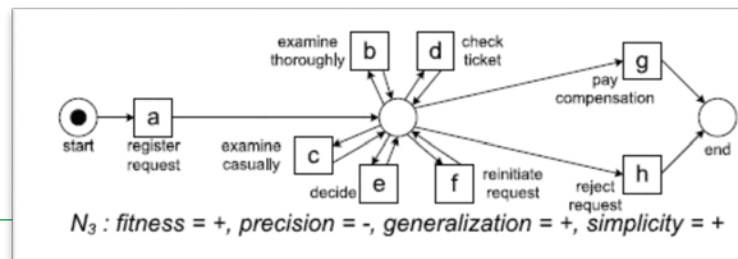 examine
thoroughly
b
d
check
ticket
g
pay
compensation
a
start
register
request
examine
casually
c
decide
e
f
reinitiate
request
reject
request
h
end
N₃ : fitness = +, precision = -, generalization = +, simplicity = +